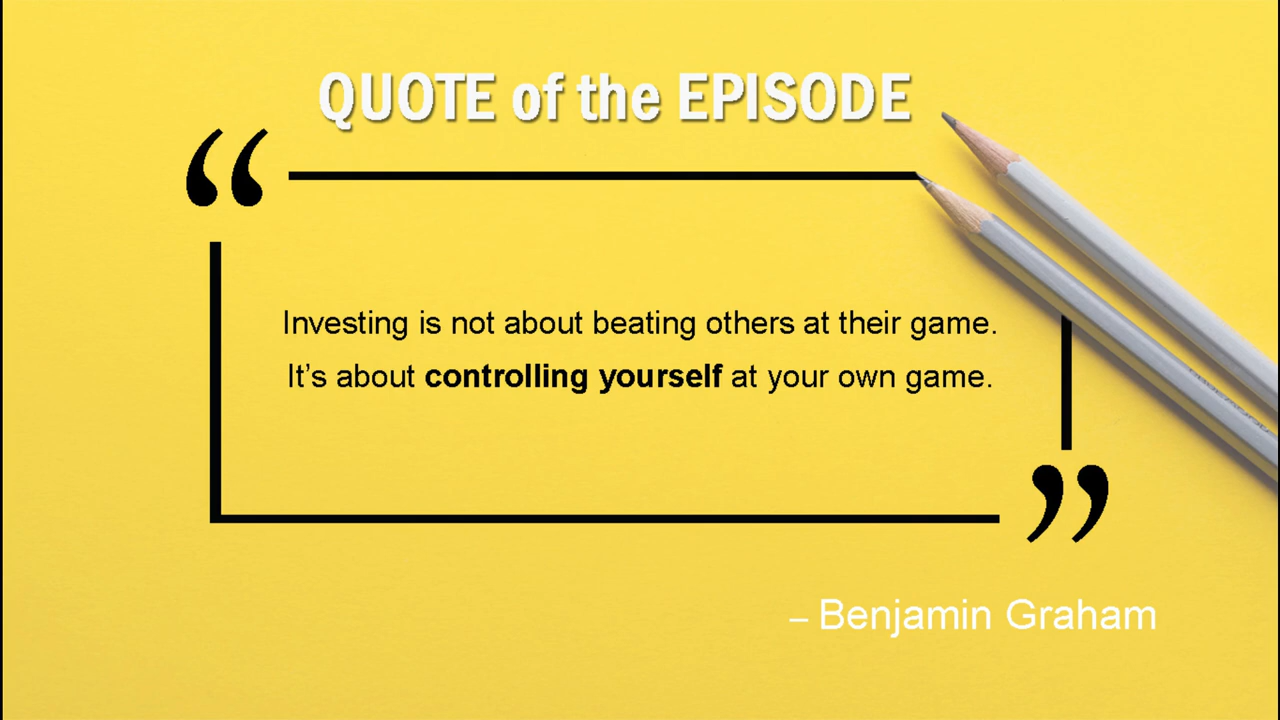 QUOTE of the EPISODE
“
Investing is not about beating others at their game.
It’s about controlling yourself at your own game.
”
– Benjamin Graham